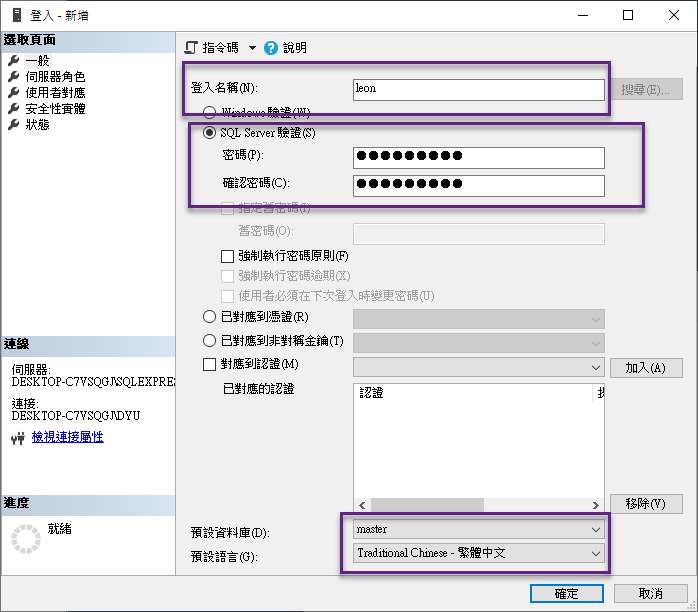 登入 - 新增
選取頁面
一般
伺服器角色
使用者對應
安全性實體
狀態
指令碼
說明
登入名稱(N):
leon
搜尋(E)...
Windows 驗證(W)
SQL Server 驗證(S)
密碼(P):
●●●●●●●●●
確認密碼(C):
●●●●●●●●●
指定舊密碼(I)
舊密碼(O):
強制執行密碼原則(F)
強制執行密碼逾期(X)
使用者必須在下次登入時變更密碼(U)
已對應到憑證(R)
已對應到非對稱金鑰(T)
對應到認證(M)
加入(A)
已對應的認證
認證
移除(V)
預設資料庫(D):
master
預設語言(G):
Traditional Chinese - 繁體中文
連線
伺服器:
DESKTOP-C7VSQGJ\SQLEXPRES
連接:
DESKTOP-C7VSQGJ\DYU
檢視連接屬性
進度
就緒
確定
取消